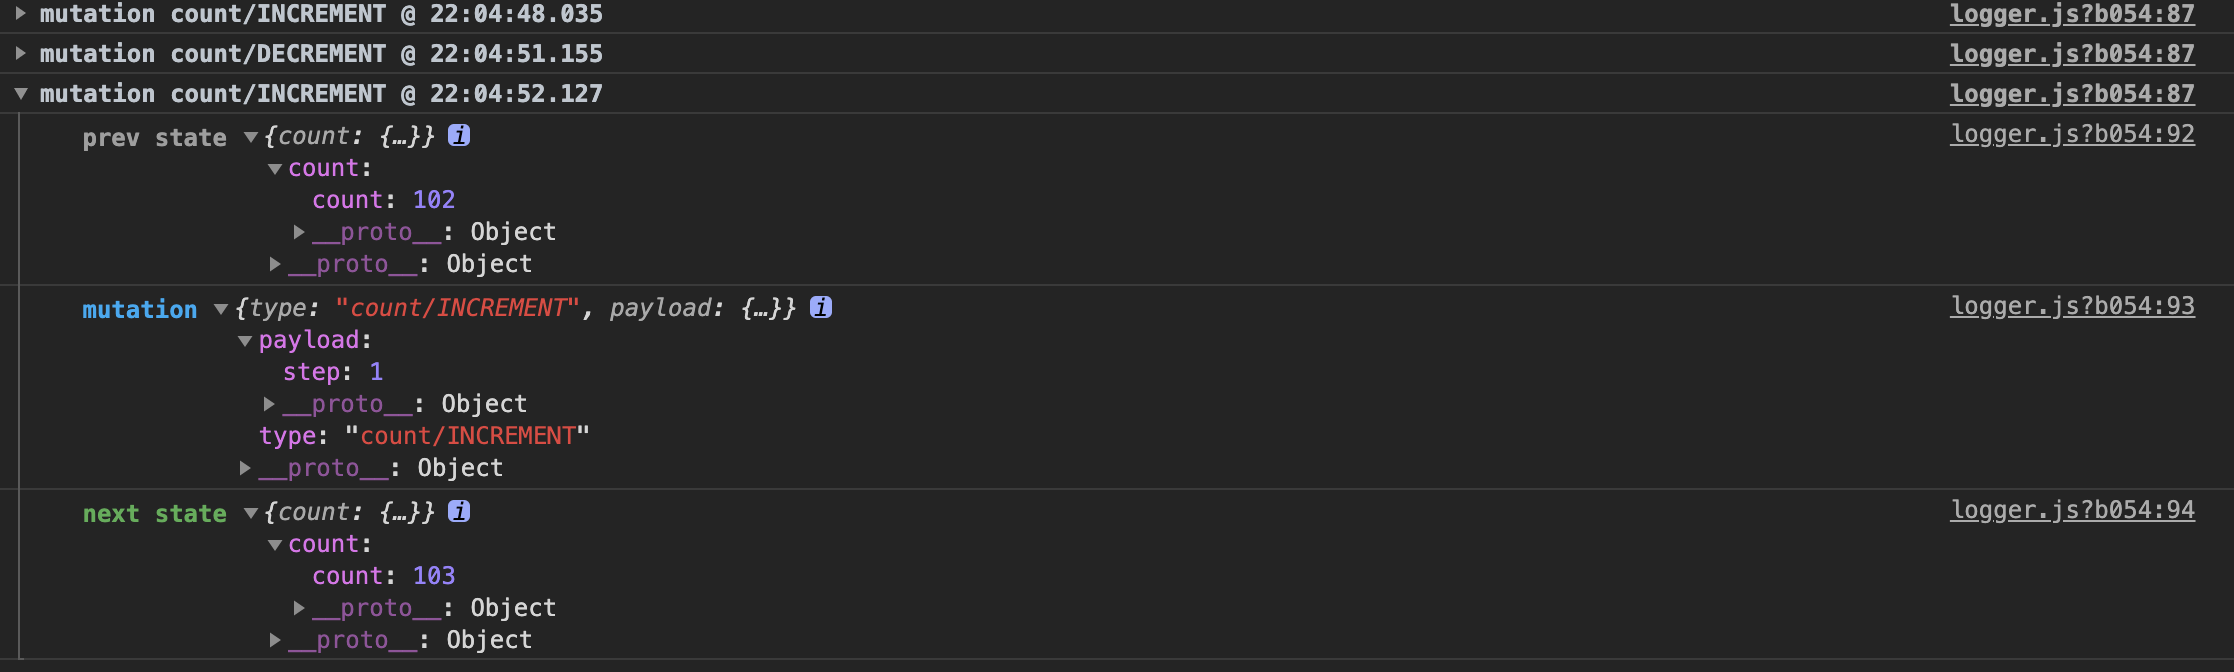 mutation count/INCREMENT @ 22:04:48.035 logger.js?b054:87
mutation count/DECREMENT @ 22:04:51.155 logger.js?b054:87
mutation count/INCREMENT @ 22:04:52.127 logger.js?b054:87
prev state {count: {…}} i logger.js?b054:92
count:
count: 102
__proto__: Object
__proto__: Object
mutation {type: "count/INCREMENT", payload: {…}} i logger.js?b054:93
payload:
step: 1
__proto__: Object
type: "count/INCREMENT"
__proto__: Object
next state {count: {…}} i logger.js?b054:94
count:
count: 103
__proto__: Object
__proto__: Object